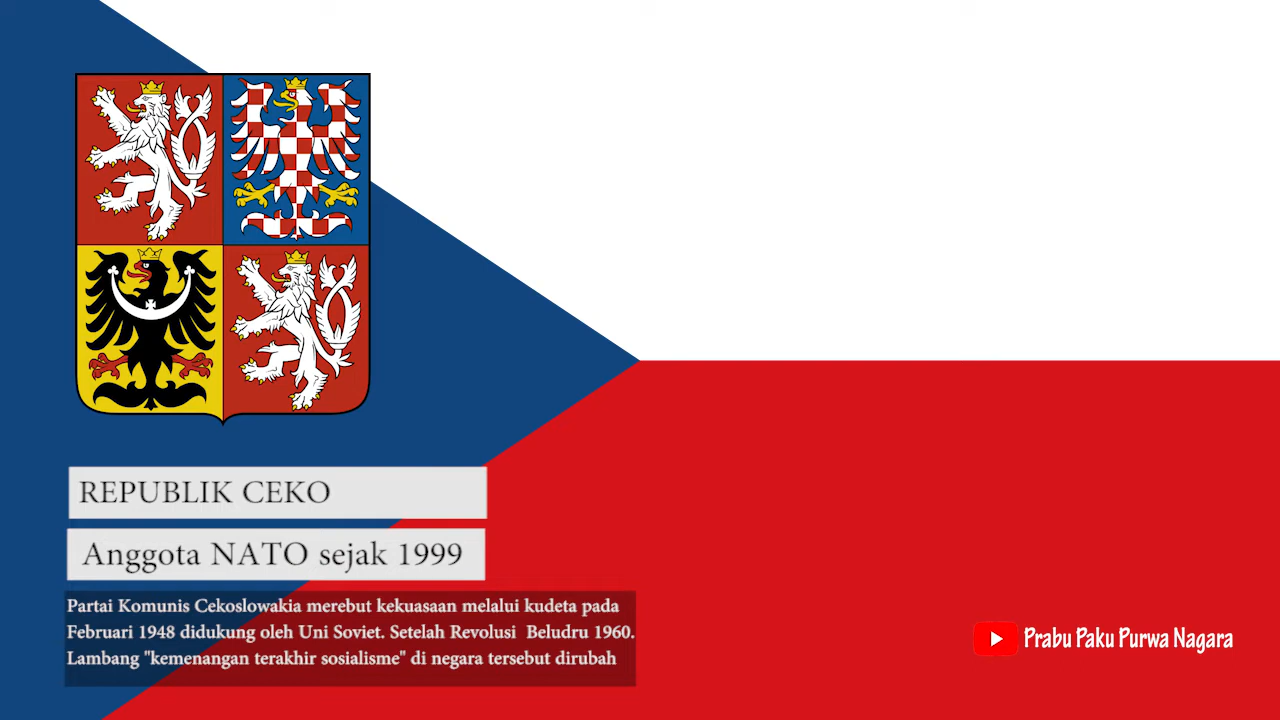 REPUBLIK CEKO
Anggota NATO sejak 1999
Partai Komunis Cekoslowakia merebut kekuasaan melalui kudeta pada
Februari 1948 didukung oleh Uni Soviet. Setelah Revolusi  Beludru 1960.
Lambang "kemenangan terakhir sosialisme" di negara tersebut dirubah
Prabu Paku Purwa Nagara